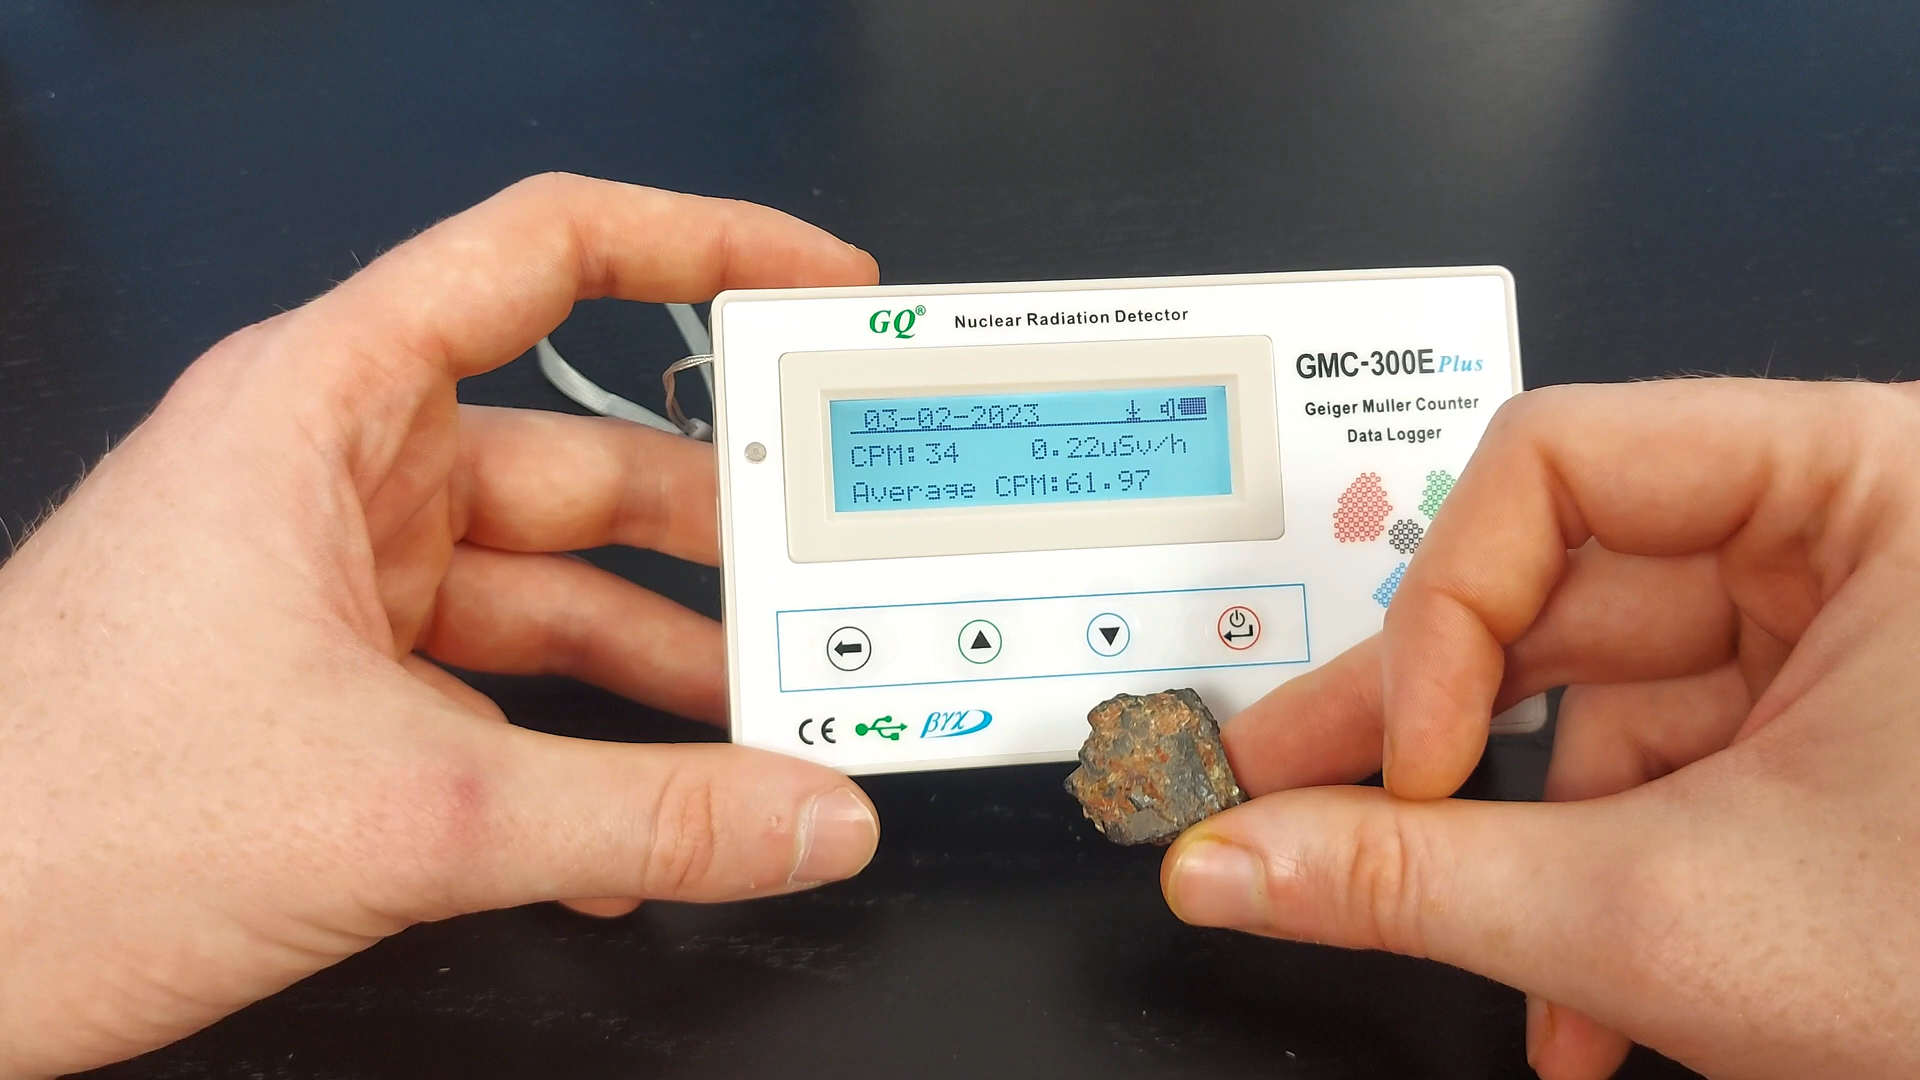 GQ®
Nuclear Radiation Detector
GMC-300E Plus
Geiger Muller Counter
Data Logger
03-02-2023
CPM:34 0.22uSv/h
Average CPM:61.97
CE
βγχ